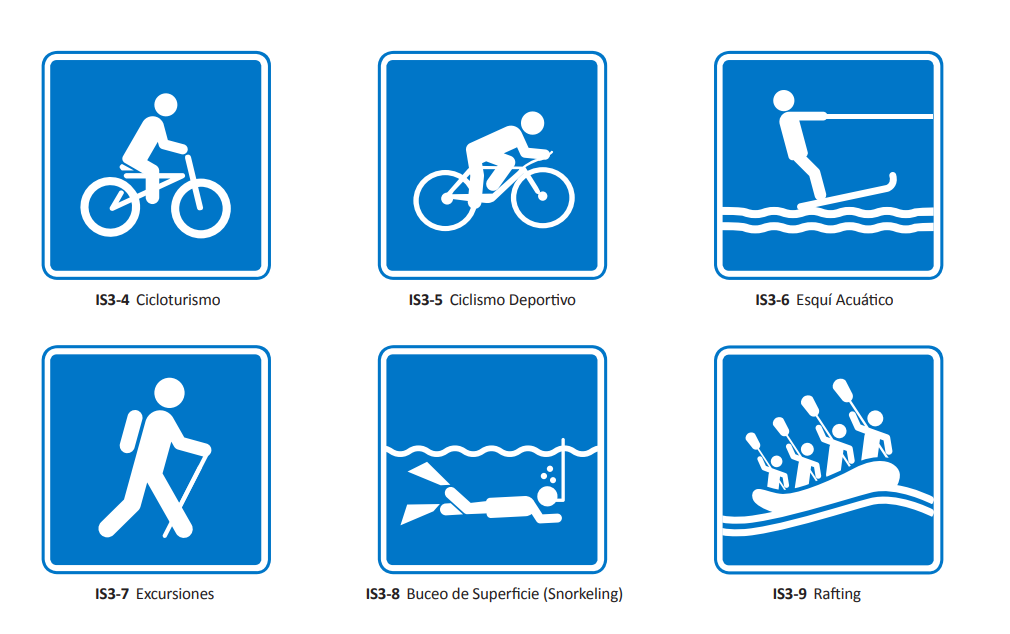 IS3-4 Cicloturismo
IS3-5 Ciclismo Deportivo
IS3-6 Esquí Acuático
IS3-7 Excursiones
IS3-8 Buceo de Superficie (Snorkeling)
IS3-9 Rafting